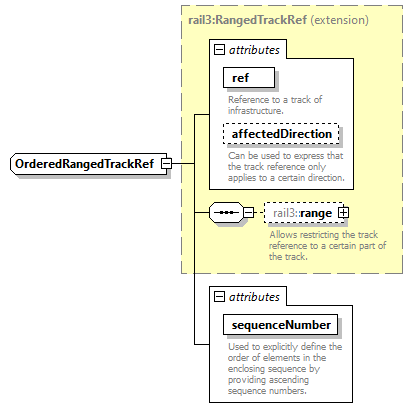 rail3:RangedTrackRef (extension)
attributes
ref
Reference to a track of
infrastructure.
affectedDirection
Can be used to express that
the track reference only
applies to a certain direction.
OrderedRangedTrackRef
rail3::range
Allows restricting the track
reference to a certain part of
the track.
attributes
sequenceNumber
Used to explicitly define the
order of elements in the
enclosing sequence by
providing ascending
sequence numbers.